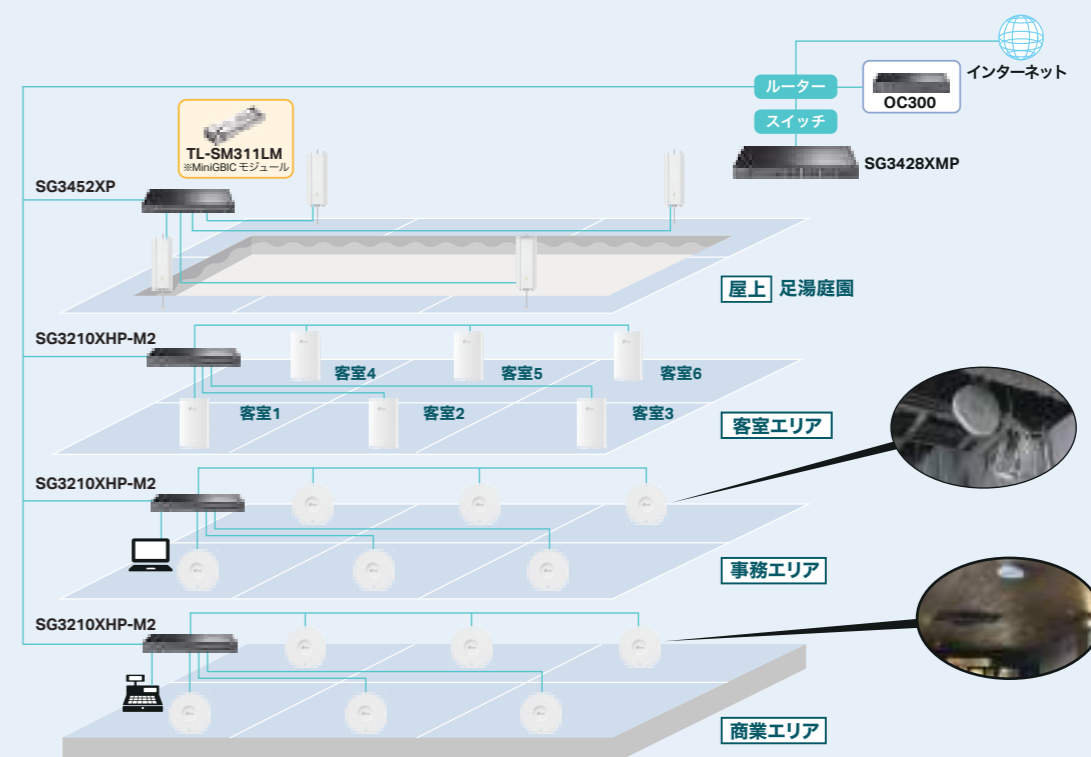 インターネット
ルーター
OC300
スイッチ
TL-SM311LM
※MiniGBIC モジュール
SG3428XMP
SG3452XP
屋上 足湯庭園
SG3210XHP-M2
客室4
客室5
客室6
客室1
客室2
客室3
客室エリア
SG3210XHP-M2
事務エリア
SG3210XHP-M2
商業エリア